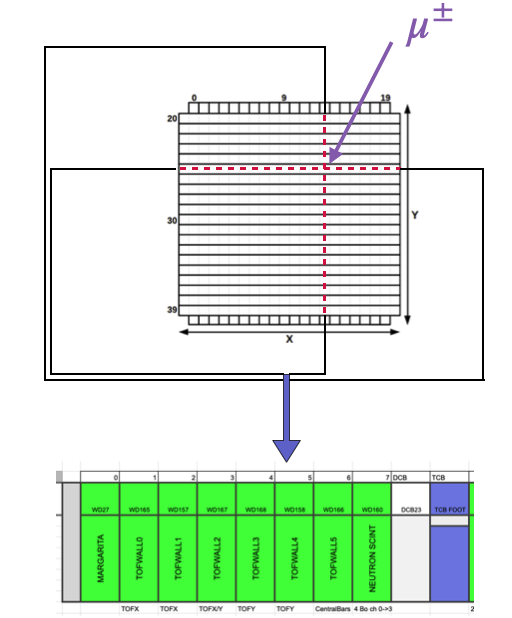 μ±
0 9 19
20
30
39
Y
X
0 1 2 3 4 5 6 7 DCB TCB
WD27 WD165 WD157 WD167 WD168 WD158 WD166 WD160 DCB23 TCB FOOT
MARGARITA TOFWALL0 TOFWALL1 TOFWALL2 TOFWALL3 TOFWALL4 TOFWALL5 NEUTRON SCINT
TOFX TOFX TOFX/Y TOFY TOFY CentralBars 4 Bo ch 0->3 2